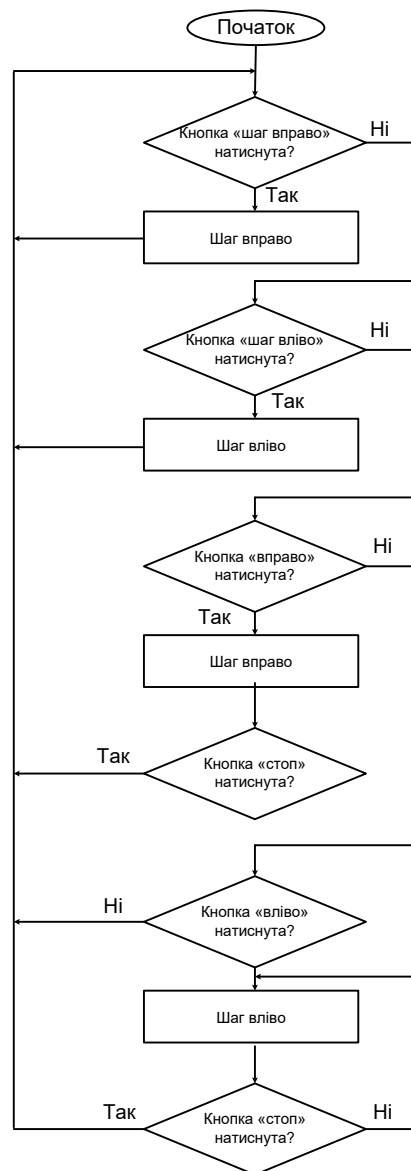 Початок
Кнопка «шаг вправо»
натиснута?
Ні
Так
Шаг вправо
Кнопка «шаг вліво»
натиснута?
Ні
Так
Шаг вліво
Кнопка «вправо»
натиснута?
Ні
Так
Шаг вправо
Так
Кнопка «стоп»
натиснута?
Ні
Кнопка «вліво»
натиснута?
Шаг вліво
Так
Кнопка «стоп»
натиснута?
Ні